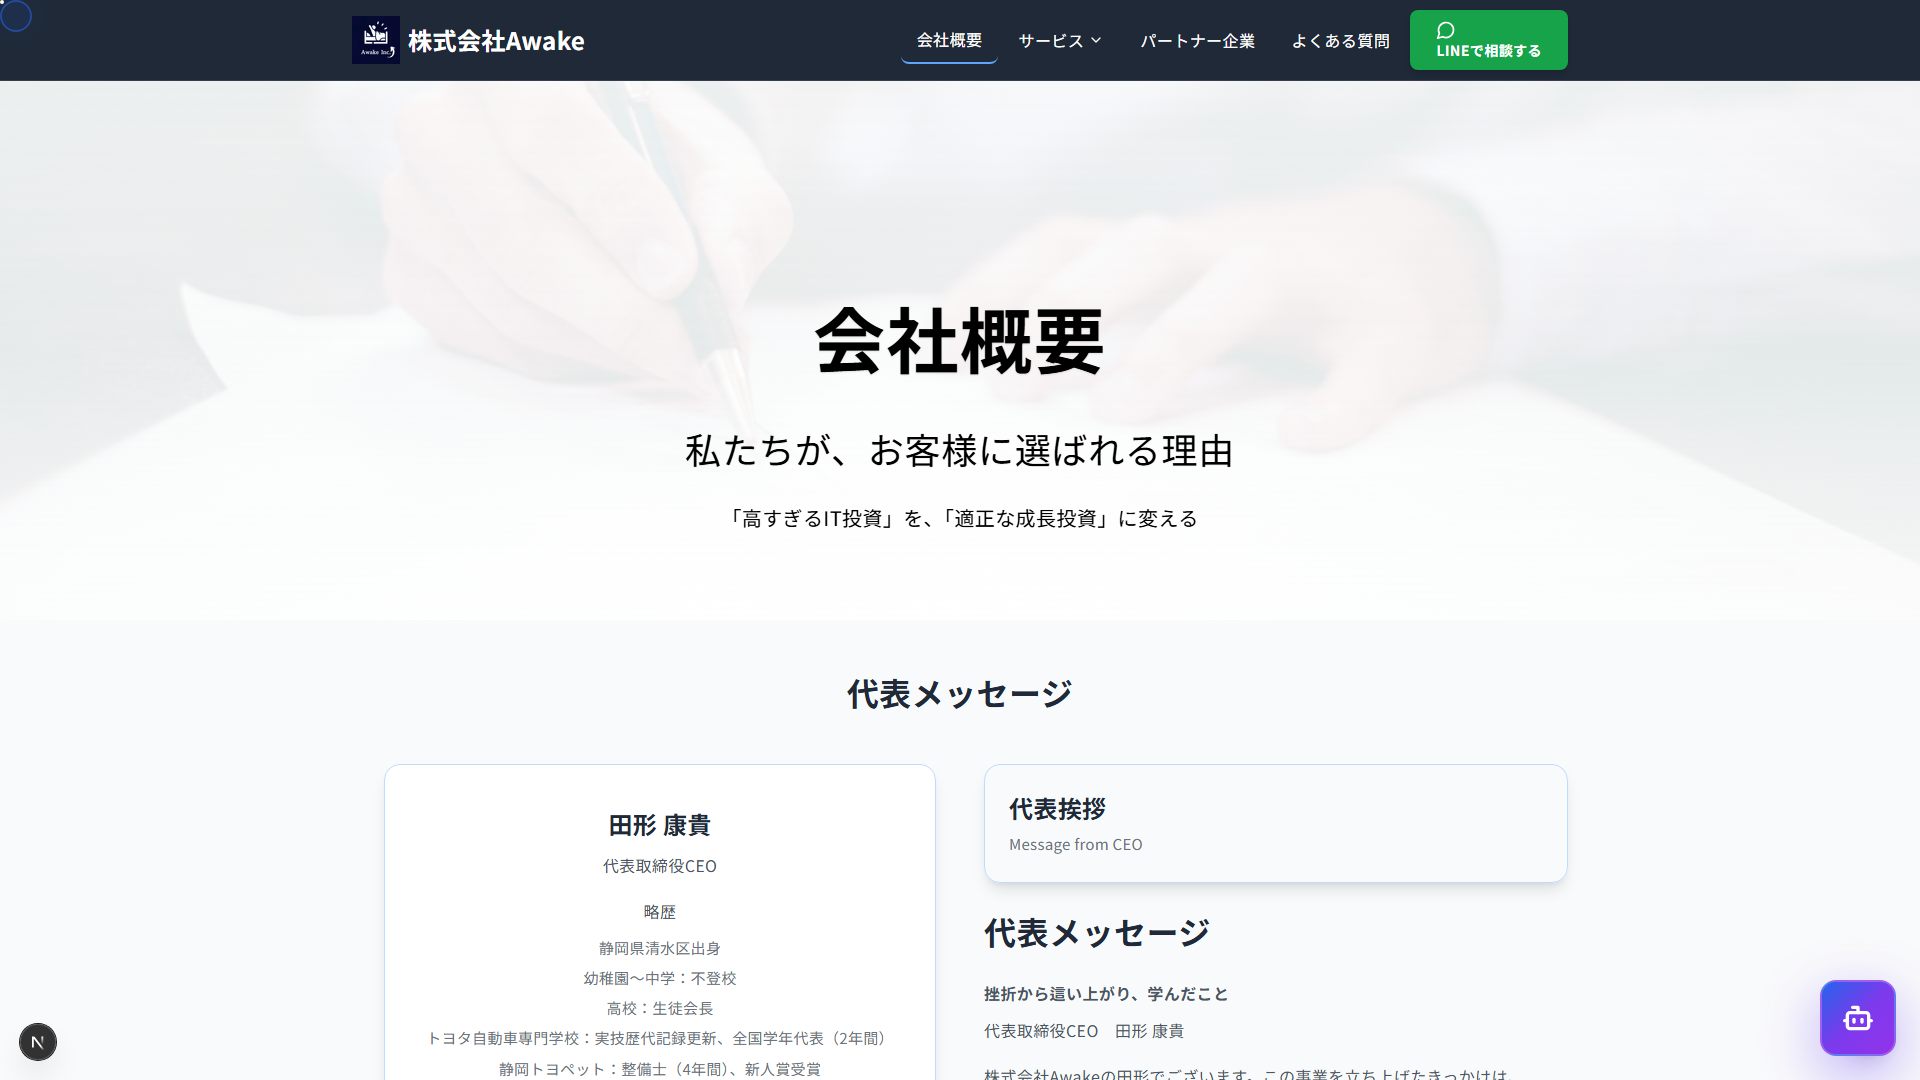 Awake Inc.
株式会社Awake
会社概要
サービス
パートナー企業
よくある質問
LINEで相談する
会社概要
私たちが、お客様に選ばれる理由
「高すぎるIT投資」を、「適正な成長投資」に変える
代表メッセージ
田形 康貴
代表取締役CEO
略歴
静岡県清水区出身
幼稚園〜中学：不登校
高校：生徒会長
トヨタ自動車専門学校：実技歴代記録更新、全国学年代表（2年間）
静岡トヨペット：整備士（4年間）、新人賞受賞
代表挨拶
Message from CEO
代表メッセージ
挫折から這い上がり、学んだこと
代表取締役CEO　田形 康貴
株式会社Awakeの田形でございます。この事業を立ち上げたきっかけは、
N